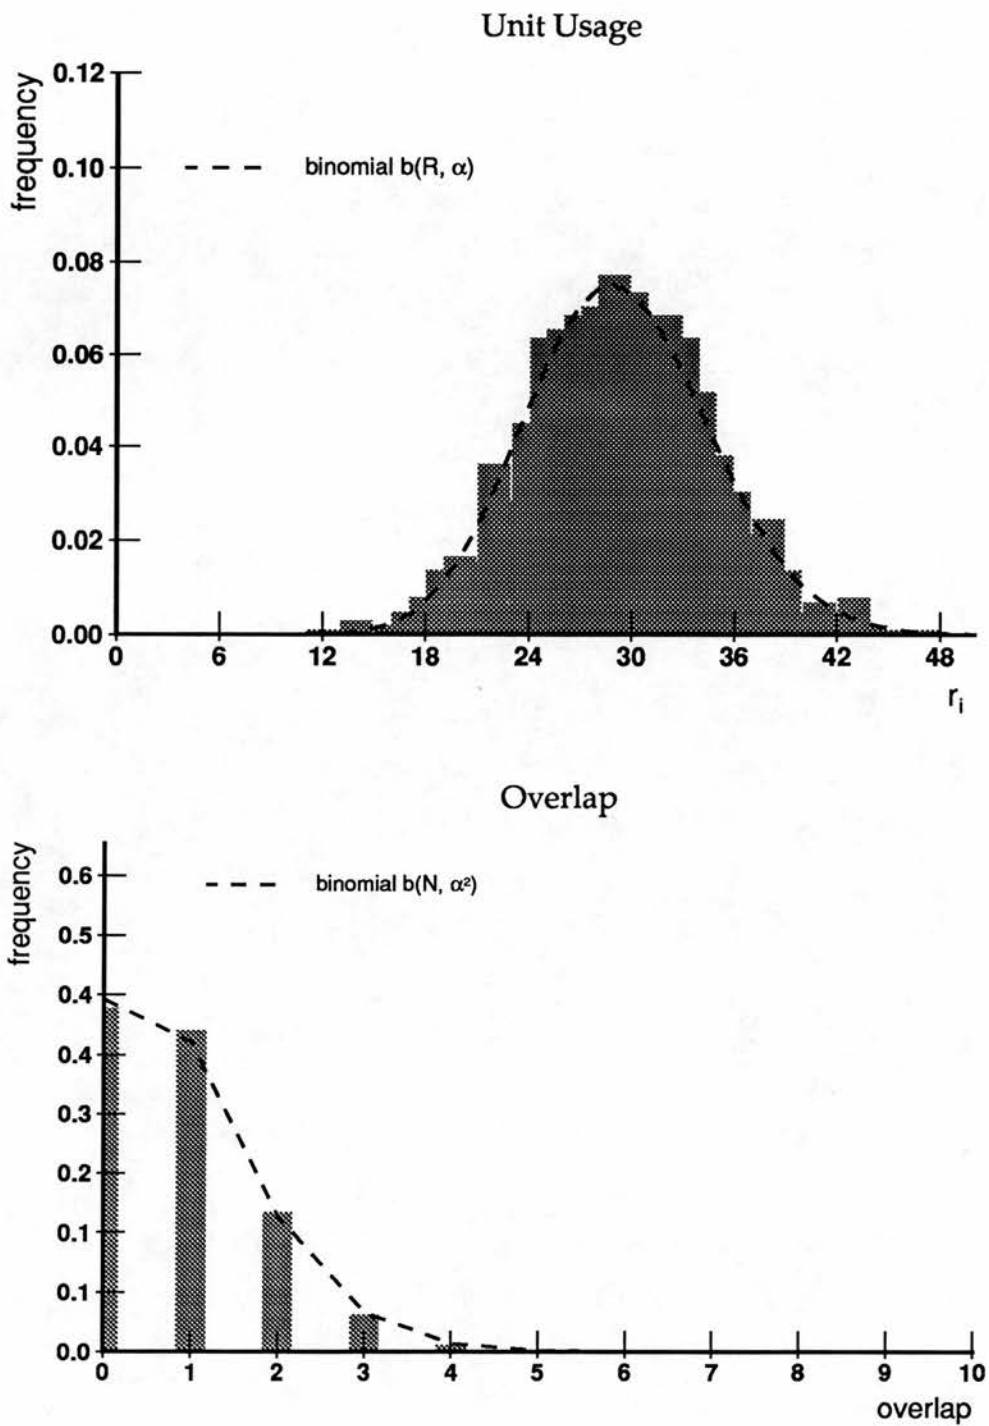 Unit Usage
frequency
0.12
0.10
binomial b(R, α)
0.08
0.06
0.04
0.02
0.00
0 6 12 18 24 30 36 42 48
rᵢ
Overlap
frequency
0.6
binomial b(N, α²)
0.5
0.4
0.4
0.3
0.2
0.1
0.1
0.0
0 1 2 3 4 5 6 7 8 9 10
overlap